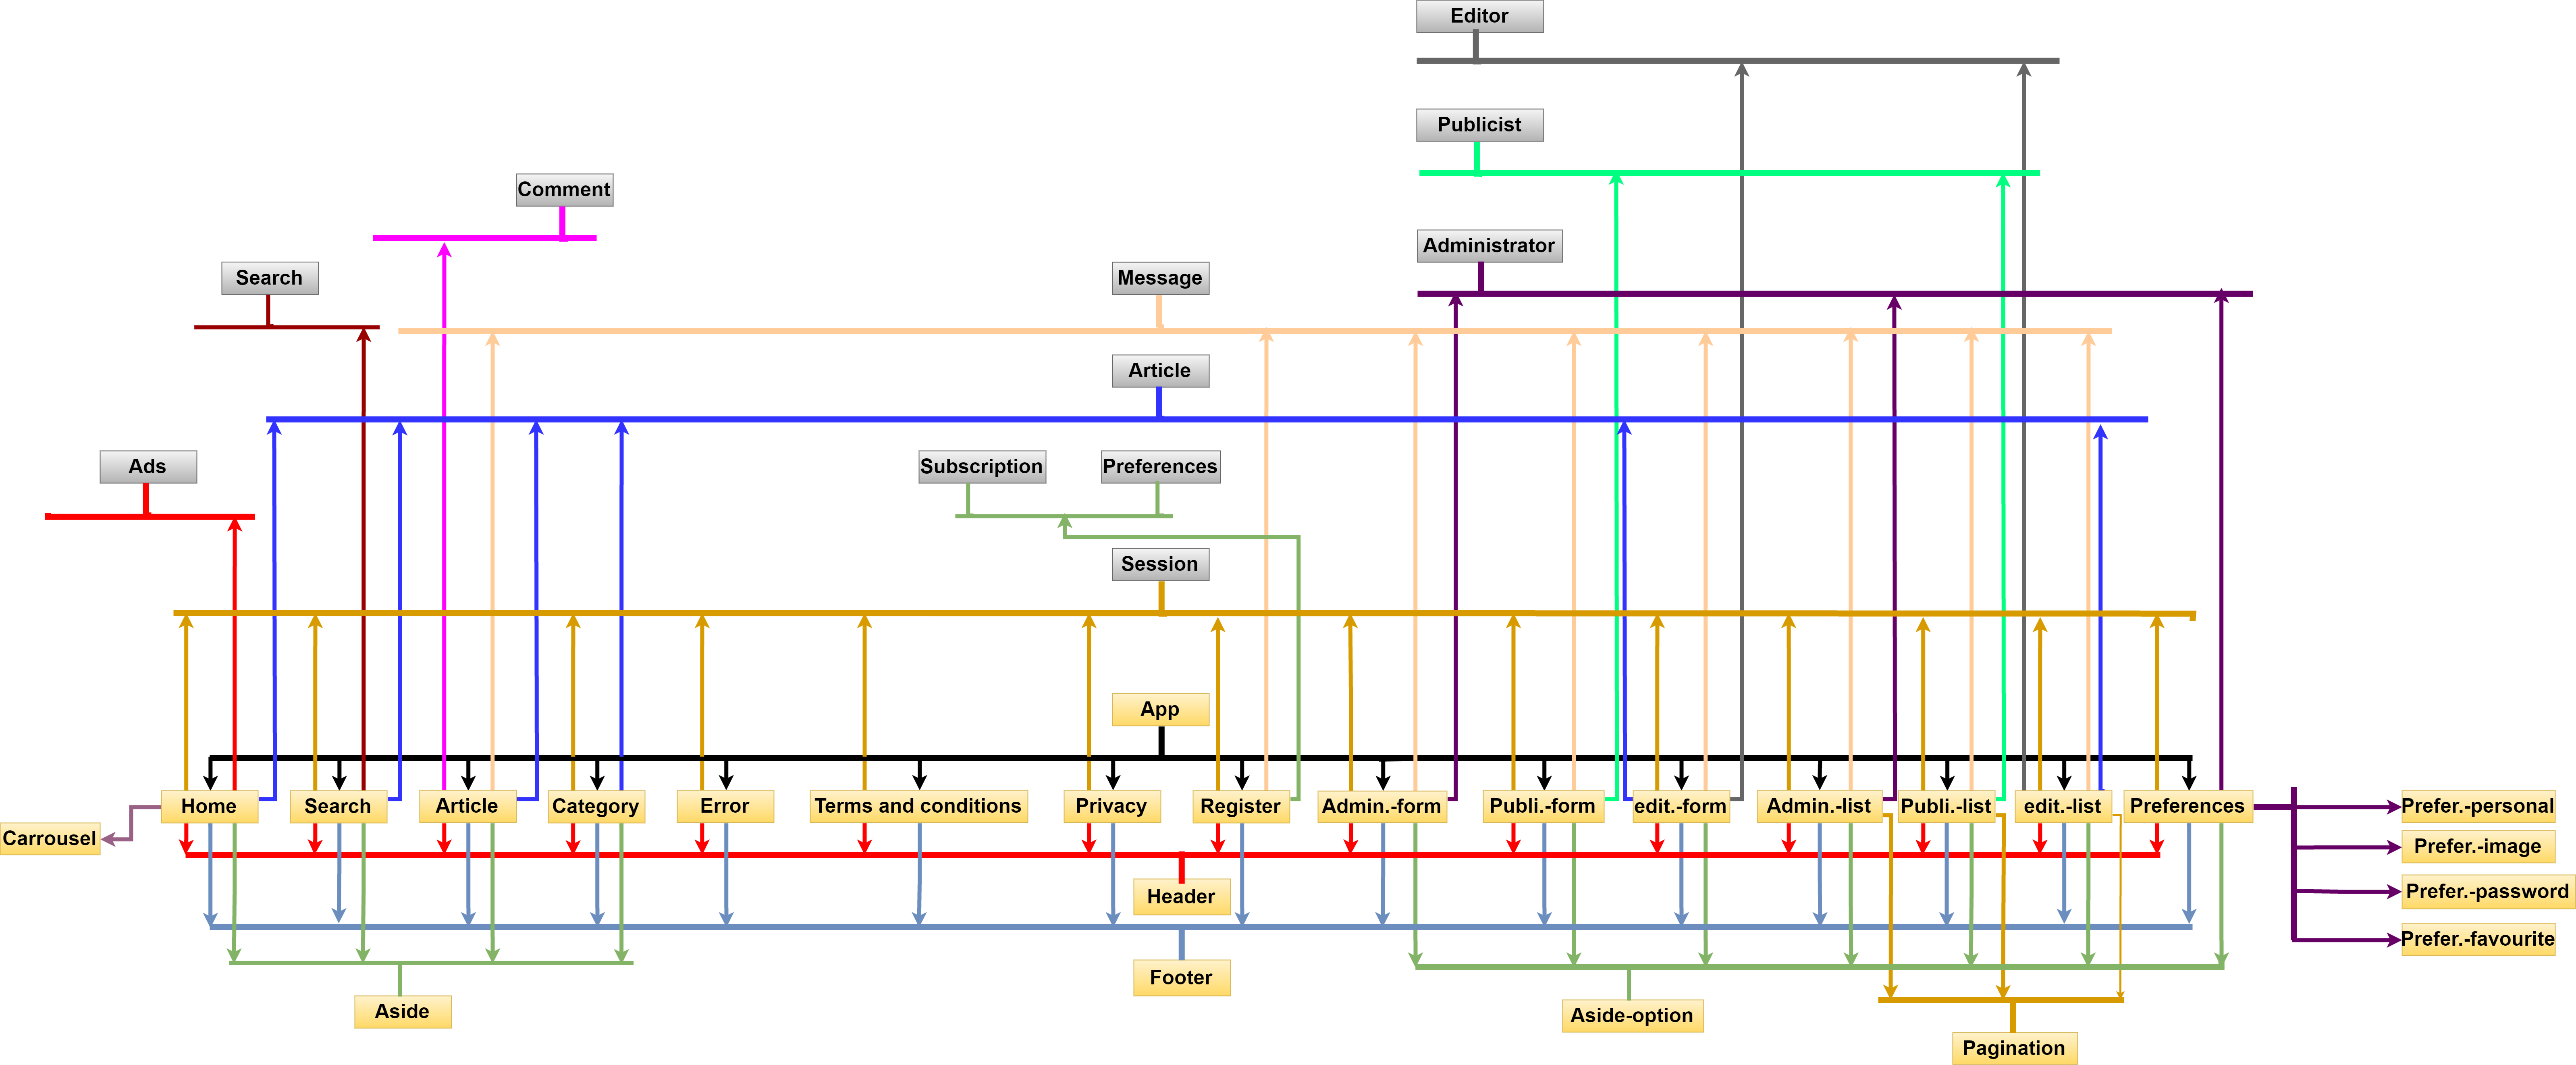 Editor
Publicist
Comment
Administrator
Search
Message
Article
Ads
Subscription
Preferences
Session
App
Home
Search
Article
Category
Error
Terms and conditions
Privacy
Register
Admin.-form
Publi.-form
edit.-form
Admin.-list
Publi.-list
edit.-list
Preferences
Prefer.-personal
Carrousel
Prefer.-image
Header
Prefer.-password
Prefer.-favourite
Footer
Aside
Aside-option
Pagination